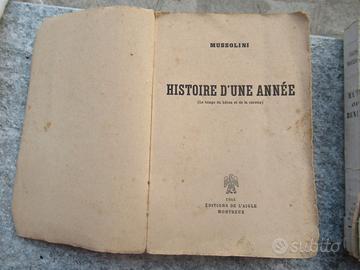 MUSSOLINI
HISTOIRE D'UNE ANNÉE
(Le temps du bâton et de la carotte)
1945
ÉDITIONS DE L'AIGLE
MONTREUX
subito